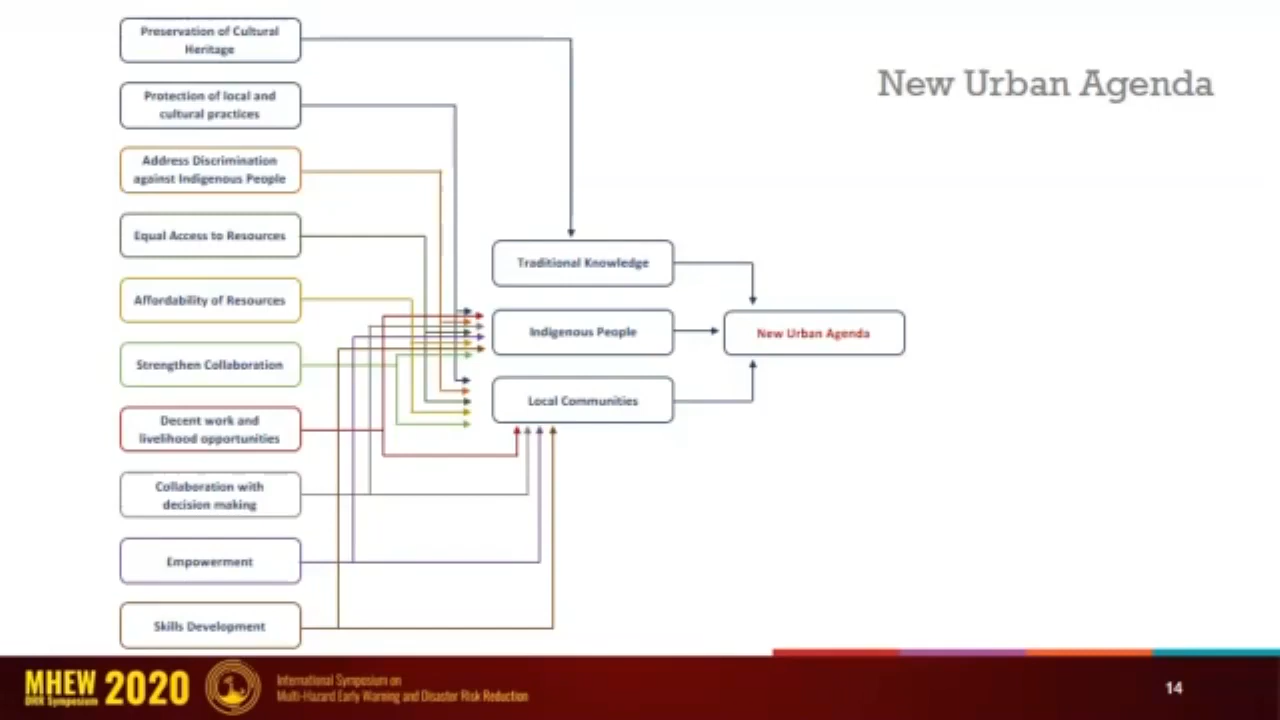 Preservation of Cultural
Heritage
New Urban Agenda
Protection of local and
cultural practices
Address Discrimination
against Indigenous People
Equal Access to Resources
Affordability of Resources
Strengthen Collaboration
Decent work and
livelihood opportunities
Collaboration with
decision making
Empowerment
Skills Development
Traditional Knowledge
Indigenous People
Local Communities
New Urban Agenda
MHEW 2020
DRR Symposium
International Symposium on
Multi-Hazard Early Warning and Disaster Risk Reduction
14